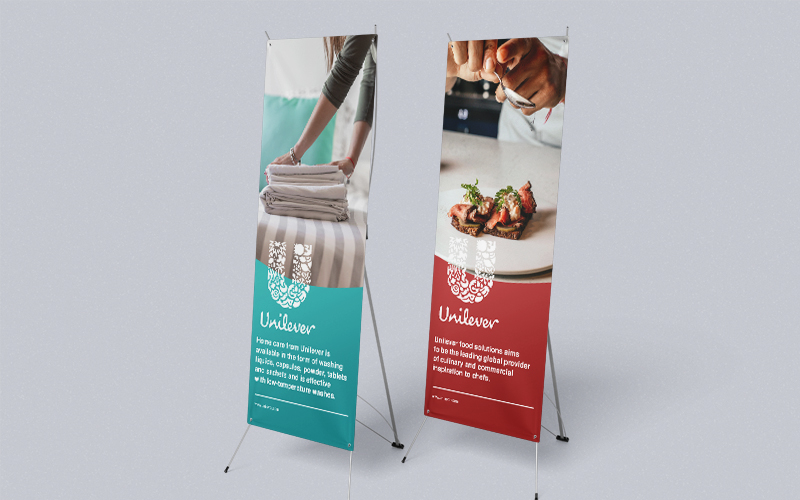 Unilever
Home care from Unilever is
available in the form of washing
liquids, capsules, powder, tablets
and sachets and is effective
with low-temperature washes.
Unilever
Unilever food solutions aims
to be the leading global provider
of culinary and commercial
inspiration to chefs.